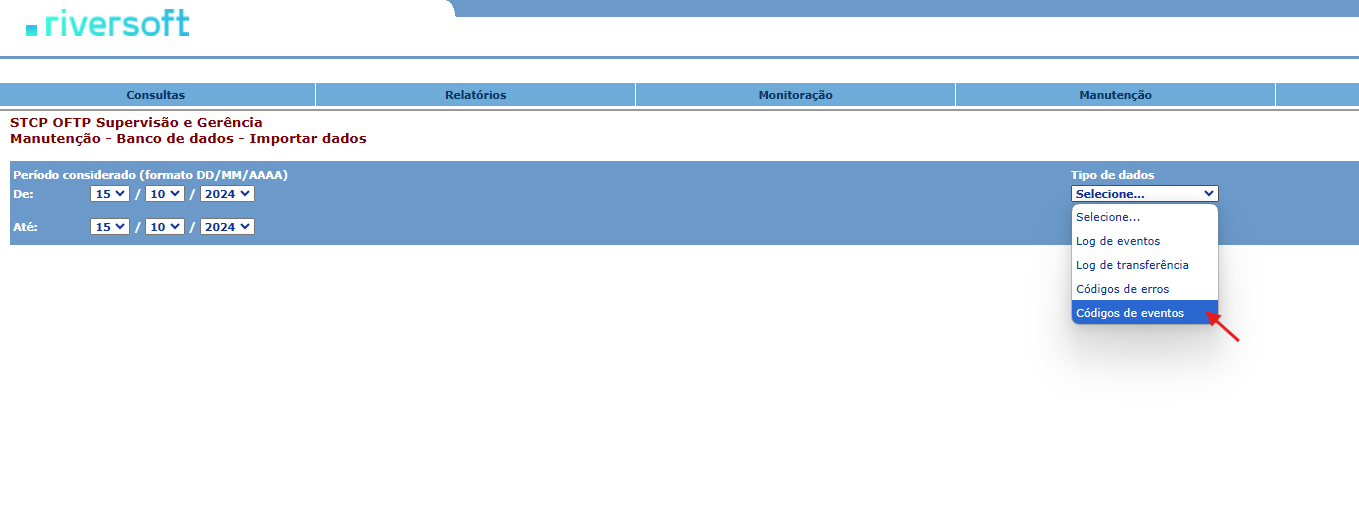 riversoft
Consultas Relatórios Monitoração Manutenção
STCP OFTP Supervisão e Gerência
Manutenção - Banco de dados - Importar dados
Período considerado (formato DD/MM/AAAA) Tipo de dados
De: 15 / 10 / 2024 Selecione...
Selecione...
Até: 15 / 10 / 2024
Log de eventos
Log de transferência
Códigos de erros
Códigos de eventos